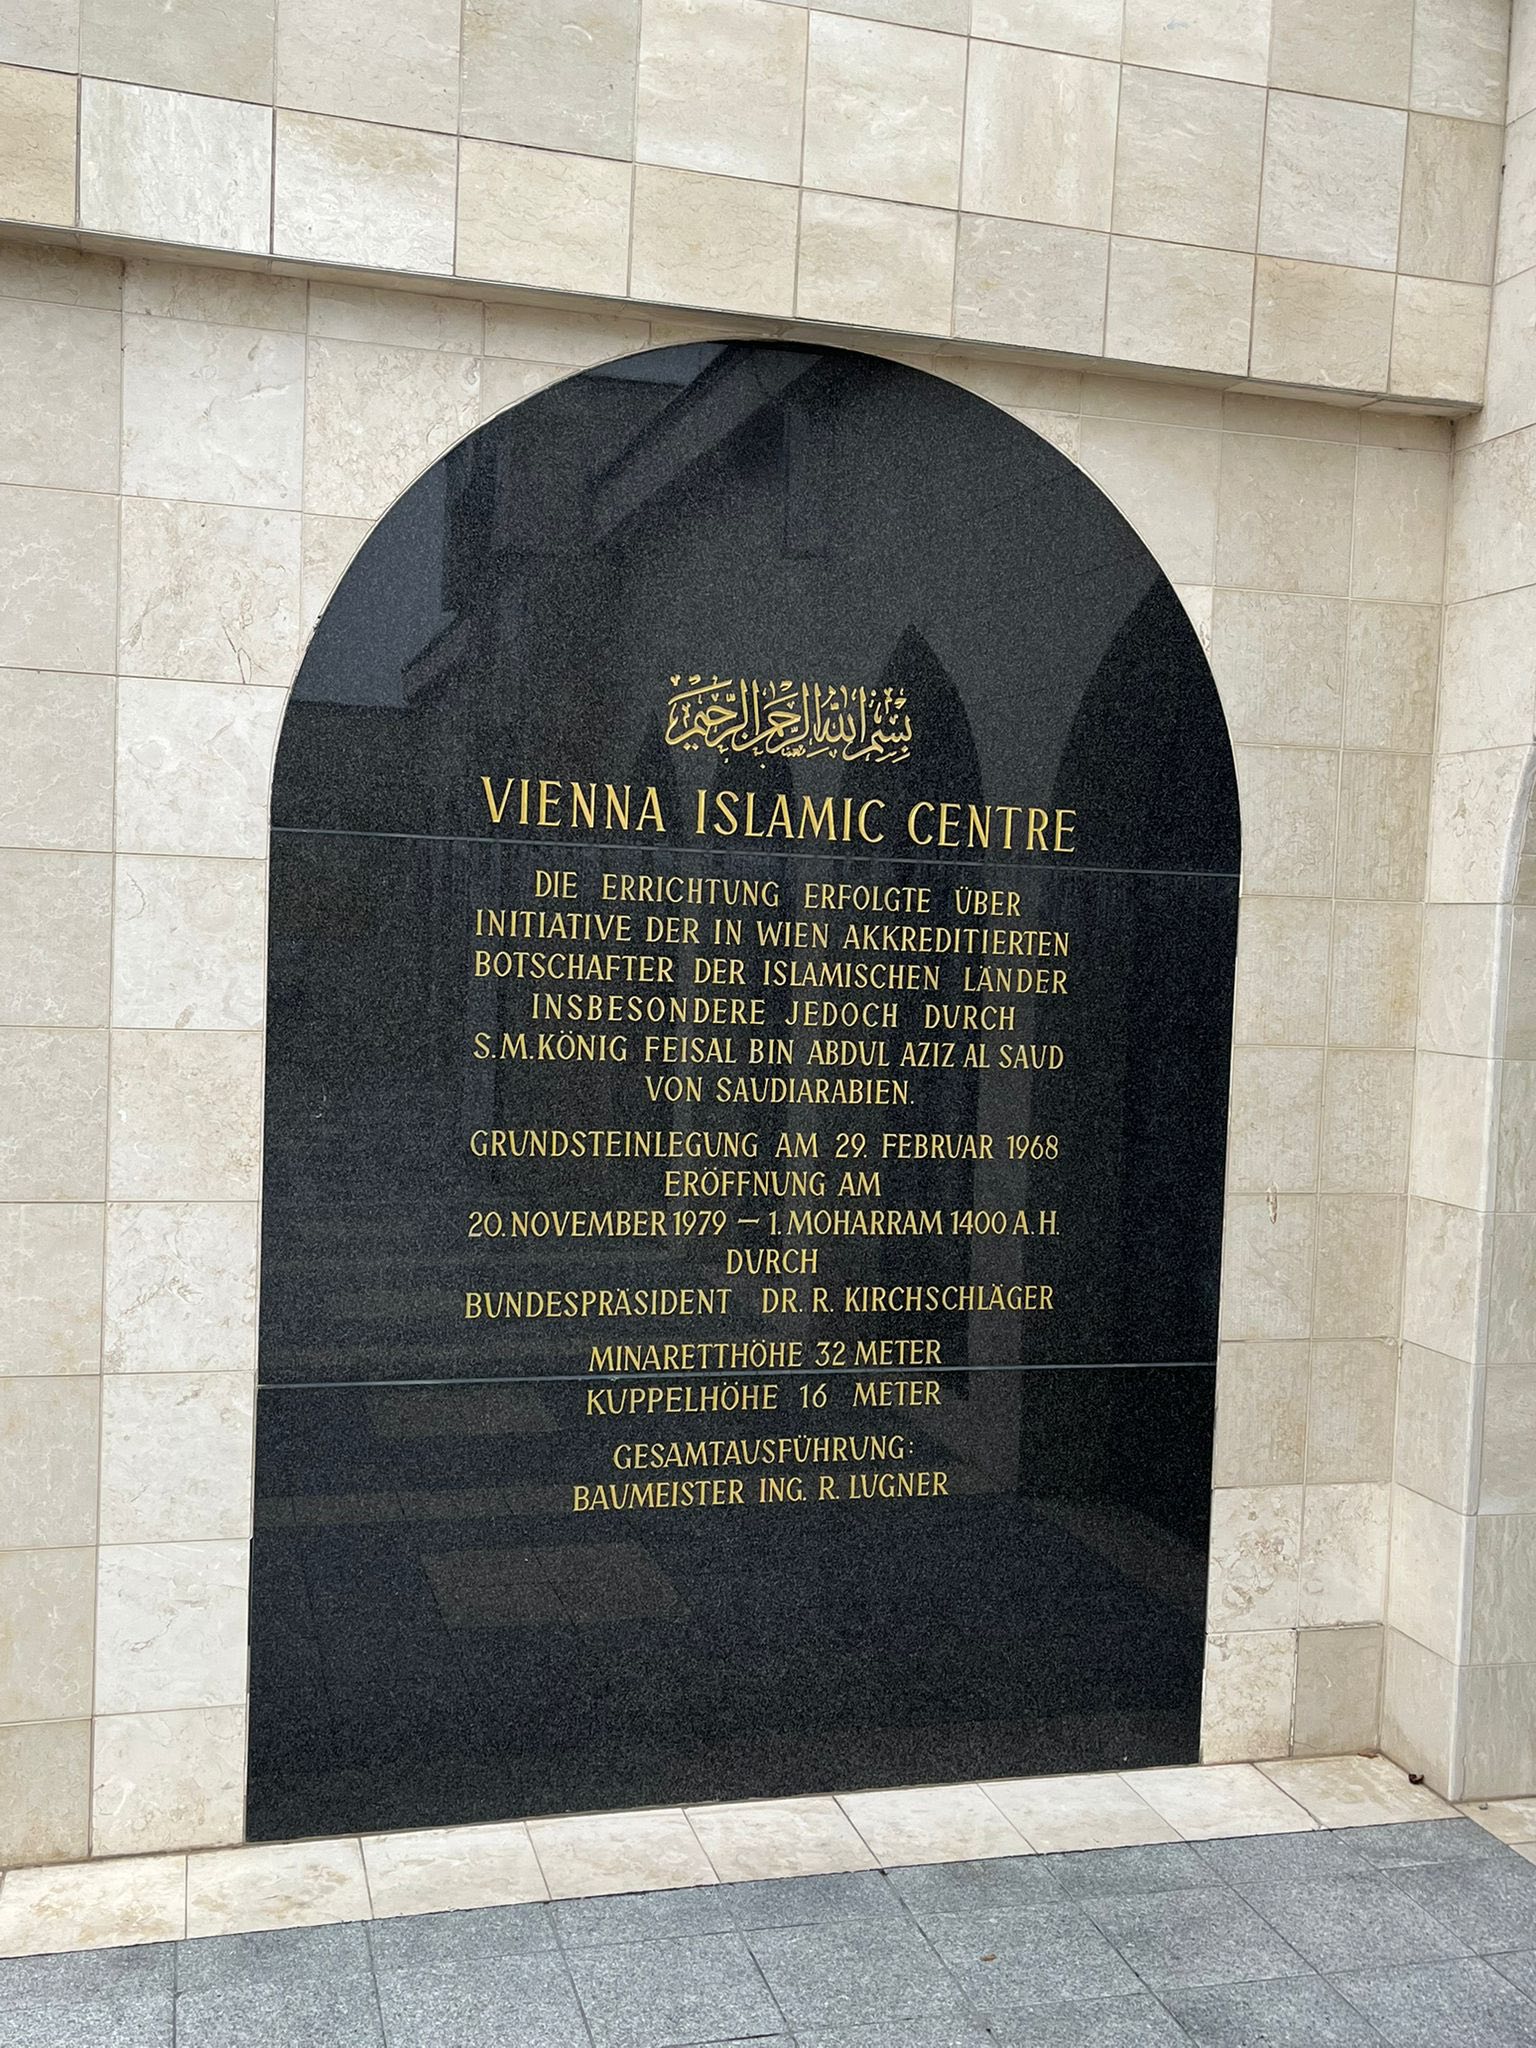 بسم الله الرحمن الرحيم
VIENNA ISLAMIC CENTRE
DIE ERRICHTUNG ERFOLGTE ÜBER
INITIATIVE DER IN WIEN AKKREDITIERTEN
BOTSCHAFTER DER ISLAMISCHEN LÄNDER
INSBESONDERE JEDOCH DURCH
S.M.KÖNIG FEISAL BIN ABDUL AZIZ AL SAUD
VON SAUDIARABIEN.
GRUNDSTEINLEGUNG AM 29. FEBRUAR 1968
ERÖFFNUNG AM
20.NOVEMBER 1979 – 1.MOHARRAM 1400 A.H.
DURCH
BUNDESPRÄSIDENT DR. R. KIRCHSCHLÄGER
MINARETTHÖHE 32 METER
KUPPELHÖHE 16 METER
GESAMTAUSFÜHRUNG:
BAUMEISTER ING. R. LUGNER